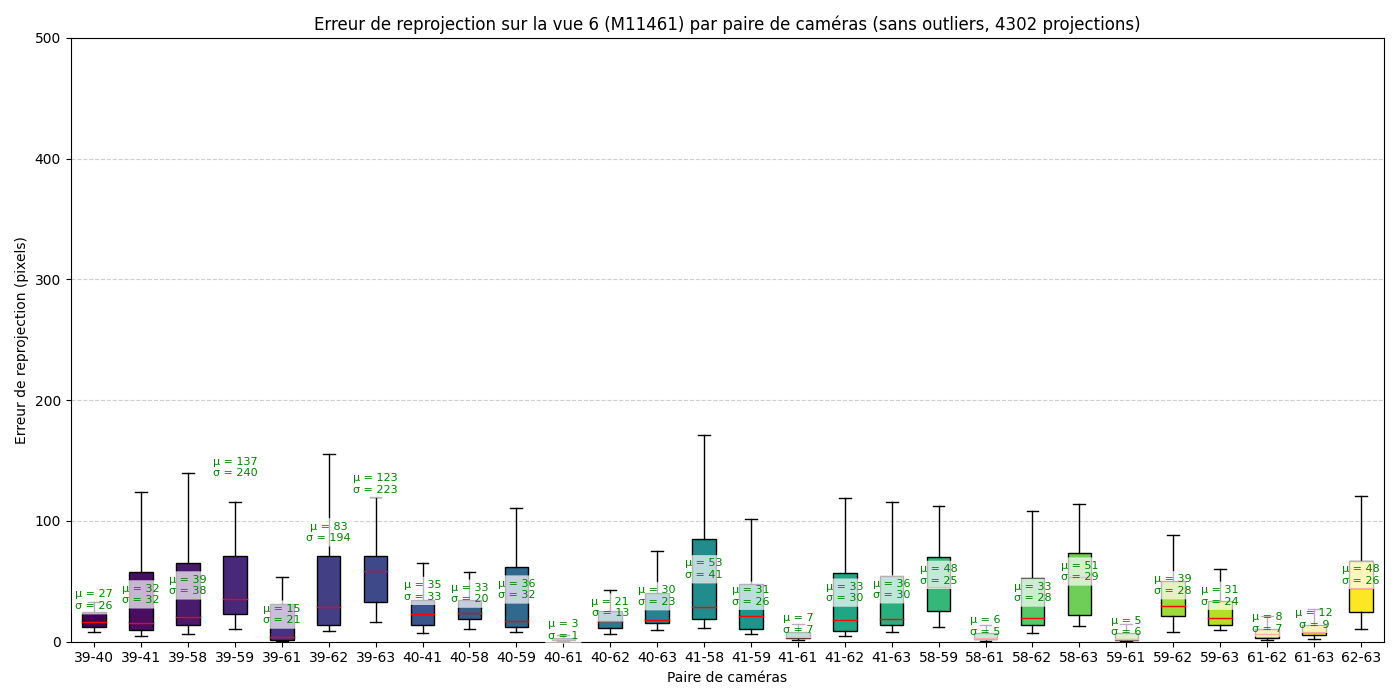 Erreur de reprojection sur la vue 6 (M11461) par paire de caméras (sans outliers, 4302 projections)
Erreur de reprojection (pixels)
500
400
300
200
100
0
μ = 27
σ = 26
μ = 32
σ = 32
μ = 39
σ = 38
μ = 137
σ = 240
μ = 15
σ = 21
μ = 83
σ = 194
μ = 123
σ = 223
μ = 35
σ = 33
μ = 33
σ = 20
μ = 36
σ = 32
μ = 3
σ = 1
μ = 21
σ = 13
μ = 30
σ = 23
μ = 53
σ = 41
μ = 31
σ = 26
μ = 7
σ = 7
μ = 33
σ = 30
μ = 36
σ = 30
μ = 48
σ = 25
μ = 6
σ = 5
μ = 33
σ = 28
μ = 51
σ = 29
μ = 5
σ = 6
μ = 39
σ = 28
μ = 31
σ = 24
μ = 8
σ = 7
μ = 12
σ = 9
μ = 48
σ = 26
39-40 39-41 39-58 39-59 39-61 39-62 39-63 40-41 40-58 40-59 40-61 40-62 40-63 41-58 41-59 41-61 41-62 41-63 58-59 58-61 58-62 58-63 59-61 59-62 59-63 61-62 61-63 62-63
Paire de caméras